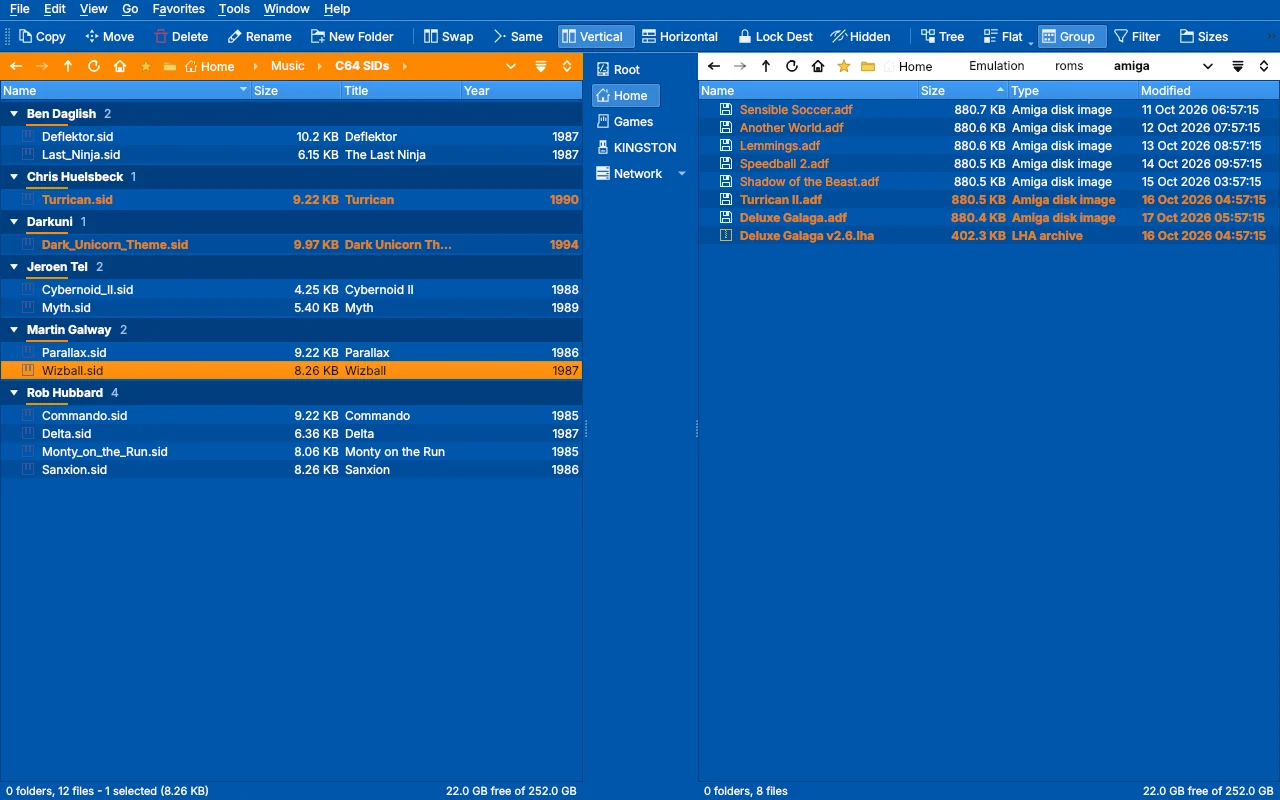 File Edit View Go Favorites Tools Window Help
Copy Move Delete Rename New Folder Swap Same Vertical Horizontal Lock Dest Hidden Tree Flat Group Filter Sizes
Home Music C64 SIDs
Name Size Title Year
Ben Daglish 2
Deflektor.sid 10.2 KB Deflektor 1987
Last_Ninja.sid 6.15 KB The Last Ninja 1987
Chris Huelsbeck 1
Turrican.sid 9.22 KB Turrican 1990
Darkuni 1
Dark_Unicorn_Theme.sid 9.97 KB Dark Unicorn Th... 1994
Jeroen Tel 2
Cybernoid_II.sid 4.25 KB Cybernoid II 1988
Myth.sid 5.40 KB Myth 1989
Martin Galway 2
Parallax.sid 9.22 KB Parallax 1986
Wizball.sid 8.26 KB Wizball 1987
Rob Hubbard 4
Commando.sid 9.22 KB Commando 1985
Delta.sid 6.36 KB Delta 1987
Monty_on_the_Run.sid 8.06 KB Monty on the Run 1985
Sanxion.sid 8.26 KB Sanxion 1986
0 folders, 12 files - 1 selected (8.26 KB) 22.0 GB free of 252.0 GB
Root
Home
Games
KINGSTON
Network
Home Emulation roms amiga
Name Size Type Modified
Sensible Soccer.adf 880.7 KB Amiga disk image 11 Oct 2026 06:57:15
Another World.adf 880.6 KB Amiga disk image 12 Oct 2026 07:57:15
Lemmings.adf 880.6 KB Amiga disk image 13 Oct 2026 08:57:15
Speedball 2.adf 880.5 KB Amiga disk image 14 Oct 2026 09:57:15
Shadow of the Beast.adf 880.5 KB Amiga disk image 15 Oct 2026 03:57:15
Turrican II.adf 880.5 KB Amiga disk image 16 Oct 2026 04:57:15
Deluxe Galaga.adf 880.4 KB Amiga disk image 17 Oct 2026 05:57:15
Deluxe Galaga v2.6.lha 402.3 KB LHA archive 16 Oct 2026 04:57:15
0 folders, 8 files 22.0 GB free of 252.0 GB